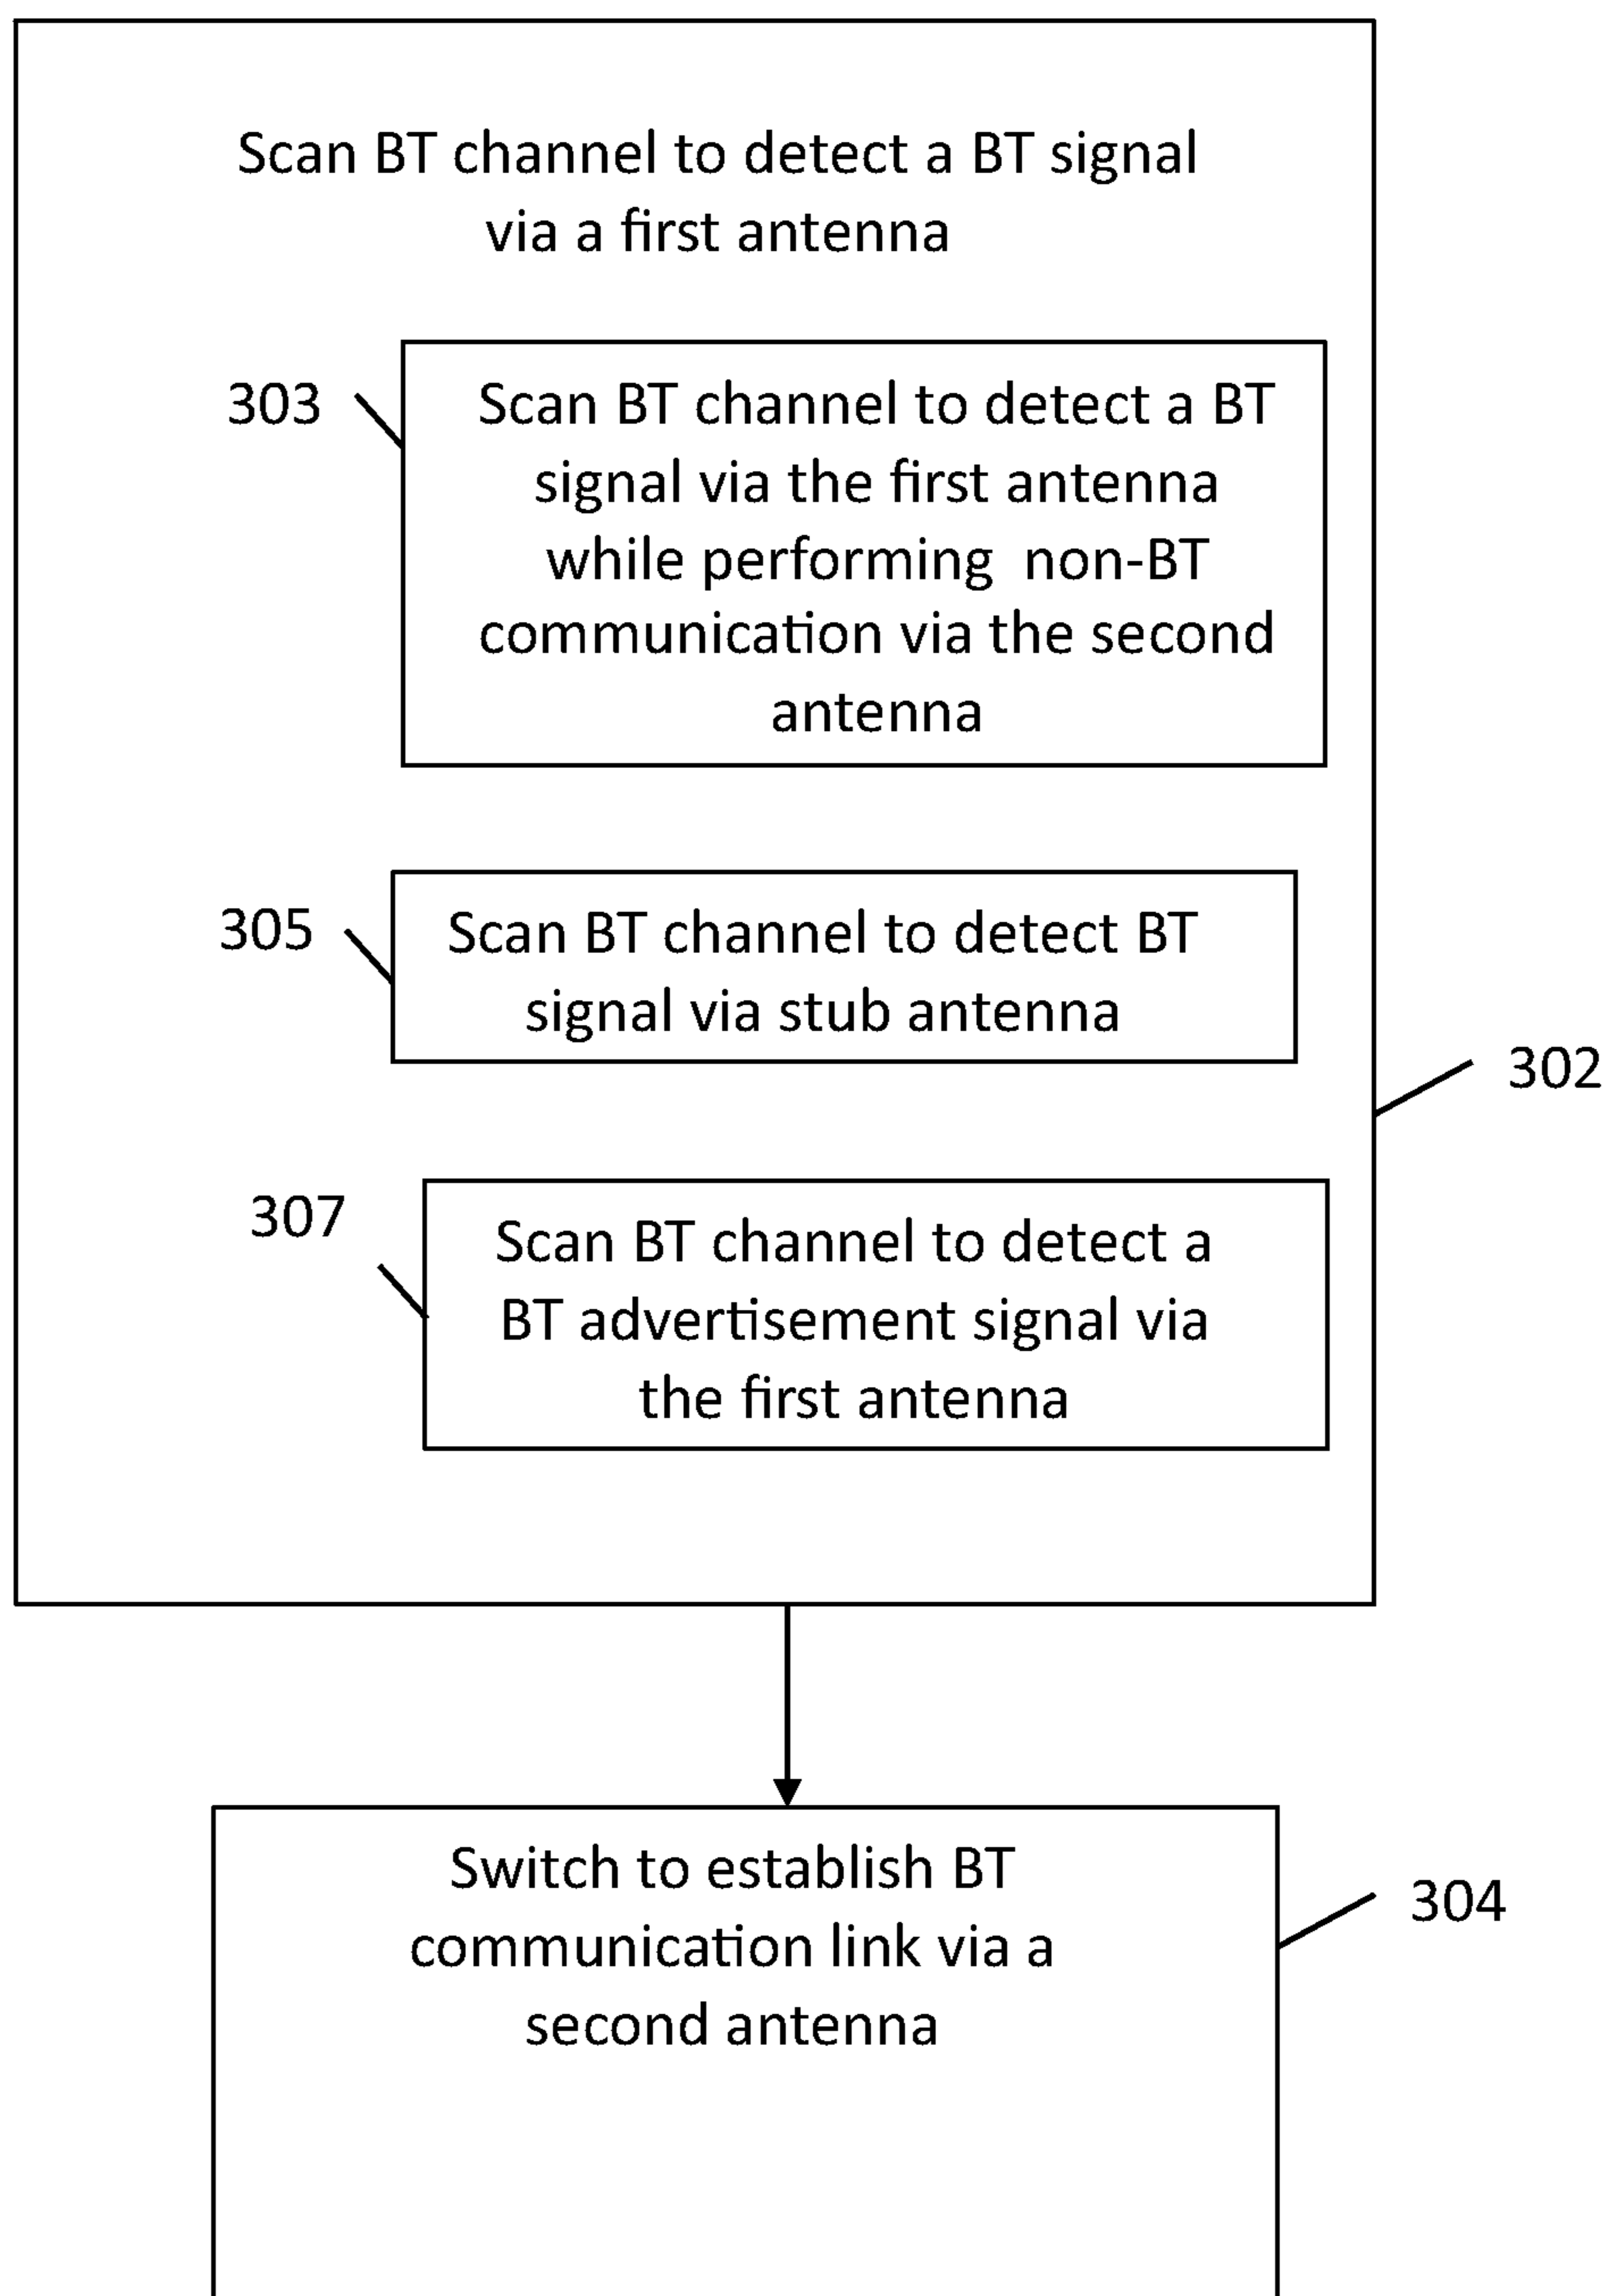 Scan BT channel to detect a BT signal
via a first antenna
303
Scan BT channel to detect a BT
signal via the first antenna
while performing non-BT
communication via the second
antenna
305
Scan BT channel to detect BT
signal via stub antenna
302
307
Scan BT channel to detect a
BT advertisement signal via
the first antenna
Switch to establish BT
communication link via a
second antenna
304